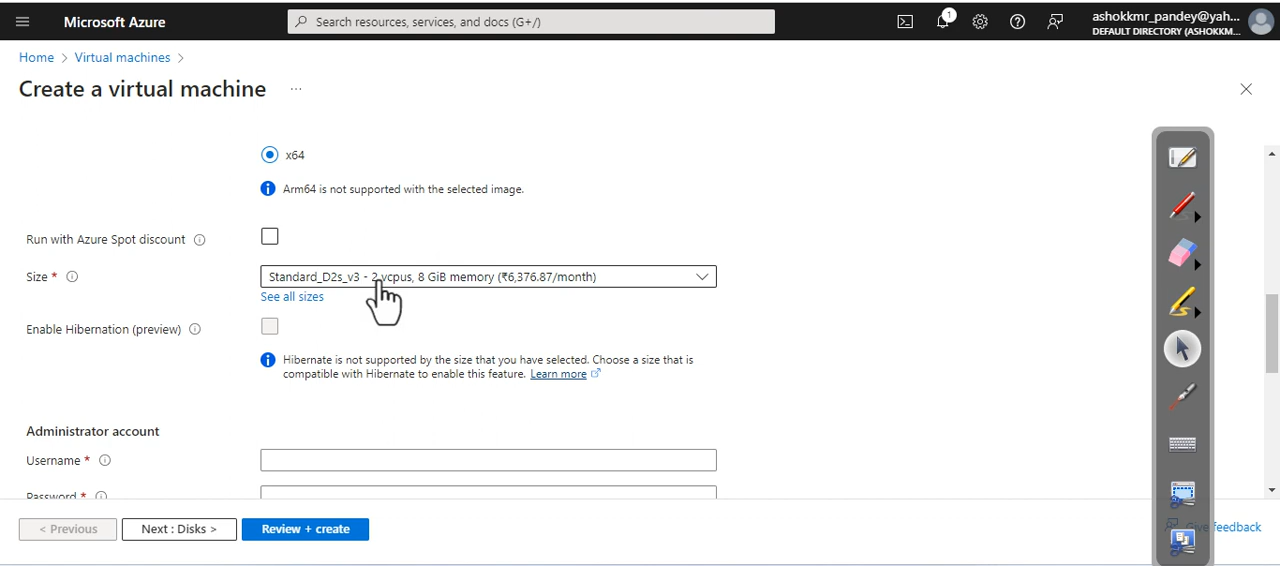 Microsoft Azure
Search resources, services, and docs (G+/)
1
ashokkmr_pandey@yah...
DEFAULT DIRECTORY (ASHOKKM...
Home > Virtual machines >
Create a virtual machine ...
x64
Arm64 is not supported with the selected image.
Run with Azure Spot discount
Size *
Standard_D2s_v3 - 2 vcpus, 8 GiB memory (₹6,376.87/month)
See all sizes
Enable Hibernation (preview)
Hibernate is not supported by the size that you have selected. Choose a size that is
compatible with Hibernate to enable this feature. Learn more
Administrator account
Username *
Password *
< Previous
Next : Disks >
Review + create
Give feedback